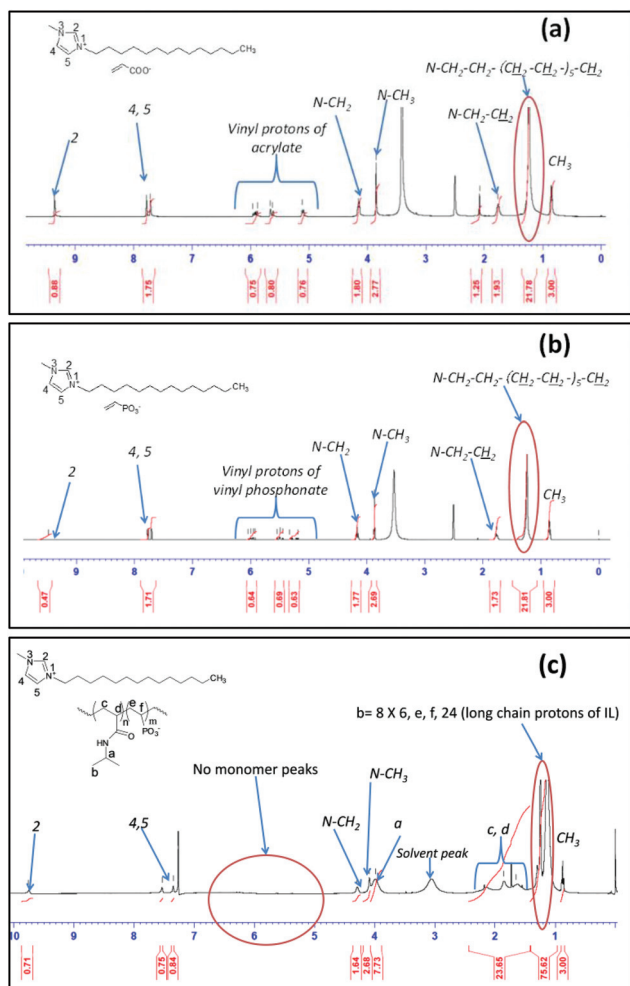 (a)
3
N
2
1
N+
4
5
CH3
COO-
N-CH2-CH2-(CH2-CH2-)5-CH2
2
4, 5
Vinyl protons of
acrylate
N-CH2
N-CH3
N-CH2-CH2
CH3
9 8 7 6 5 4 3 2 1 0
0.88 1.75 0.75 0.80 0.76 1.80 2.77 1.25 1.93 21.78 3.00
(b)
3
N
2
1
N+
4
5
CH3
PO3-
N-CH2-CH2-(CH2-CH2-)5-CH2
2
4, 5
Vinyl protons of
vinyl phosphonate
N-CH2
N-CH3
N-CH2-CH2
CH3
9 8 7 6 5 4 3 2 1 0
0.47 1.71 0.64 0.69 0.63 1.77 2.69 1.73 21.81 3.00
(c)
3
N
2
1
N+
4
5
CH3
c d e f
n m
PO3-
O
HN
a
b
b= 8 X 6, e, f, 24 (long chain protons of IL)
No monomer peaks
2
4,5
N-CH2
N-CH3
a
Solvent peak
c, d
CH3
10 9 8 7 6 5 4 3 2 1
0.71 0.75 0.84 1.64 2.68 7.73 23.65 75.62 3.00